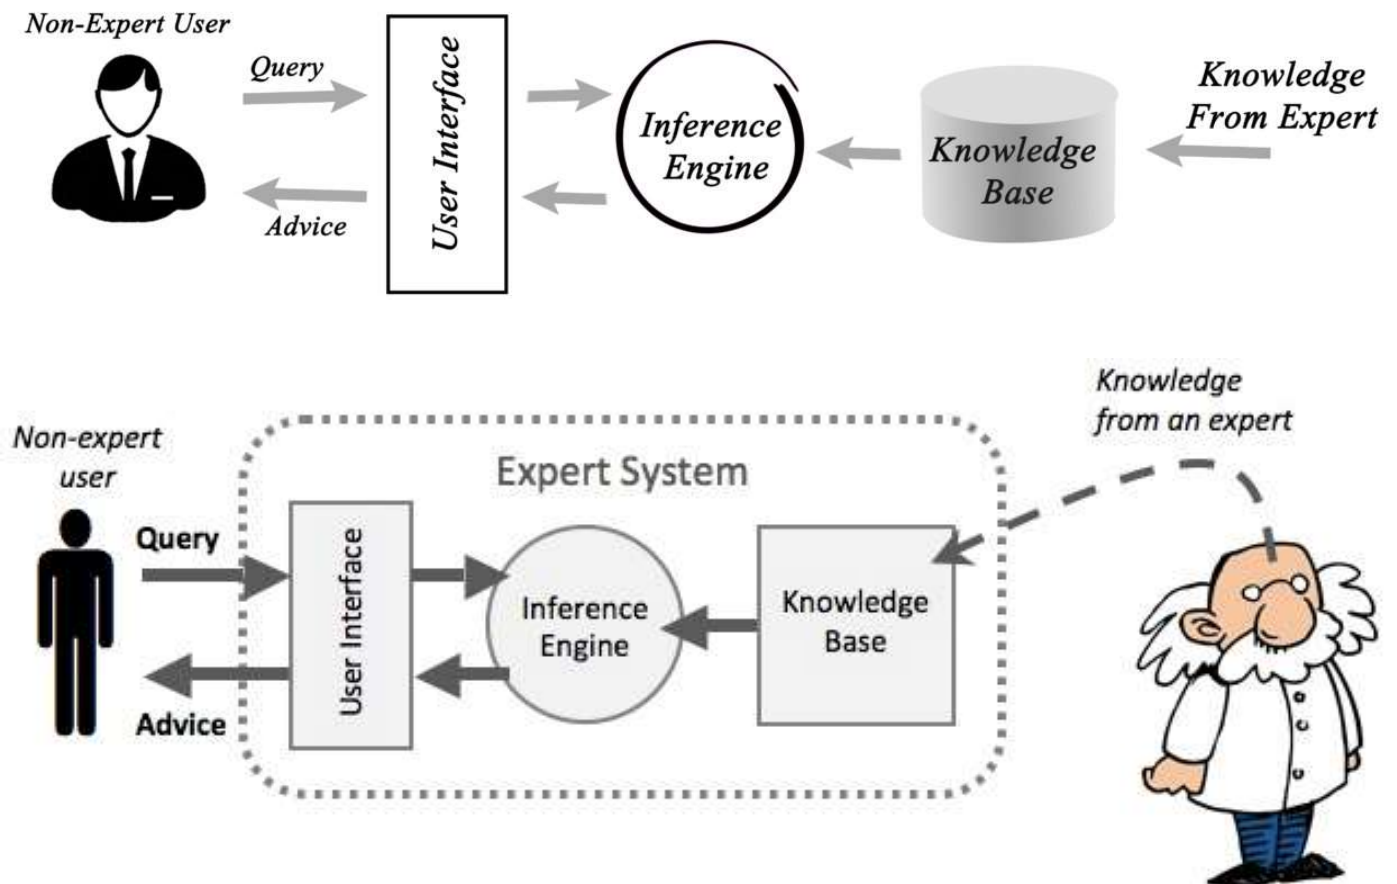 Non-Expert User
Query
Advice
User Interface
Inference
Engine
Knowledge
Base
Knowledge
From Expert
Knowledge
from an expert
Non-expert
user
Expert System
Query
Advice
User Interface
Inference
Engine
Knowledge
Base